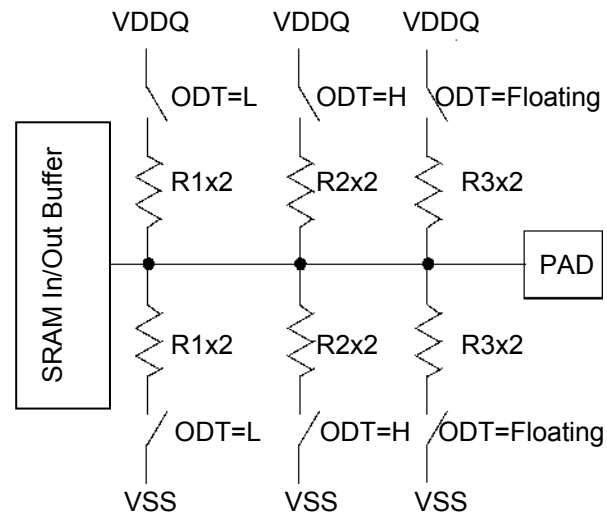 VDDQ VDDQ VDDQ
ODT=L ODT=H ODT=Floating
R1x2 R2x2 R3x2
SRAM In/Out Buffer
PAD
R1x2 R2x2 R3x2
ODT=L ODT=H ODT=Floating
VSS VSS VSS